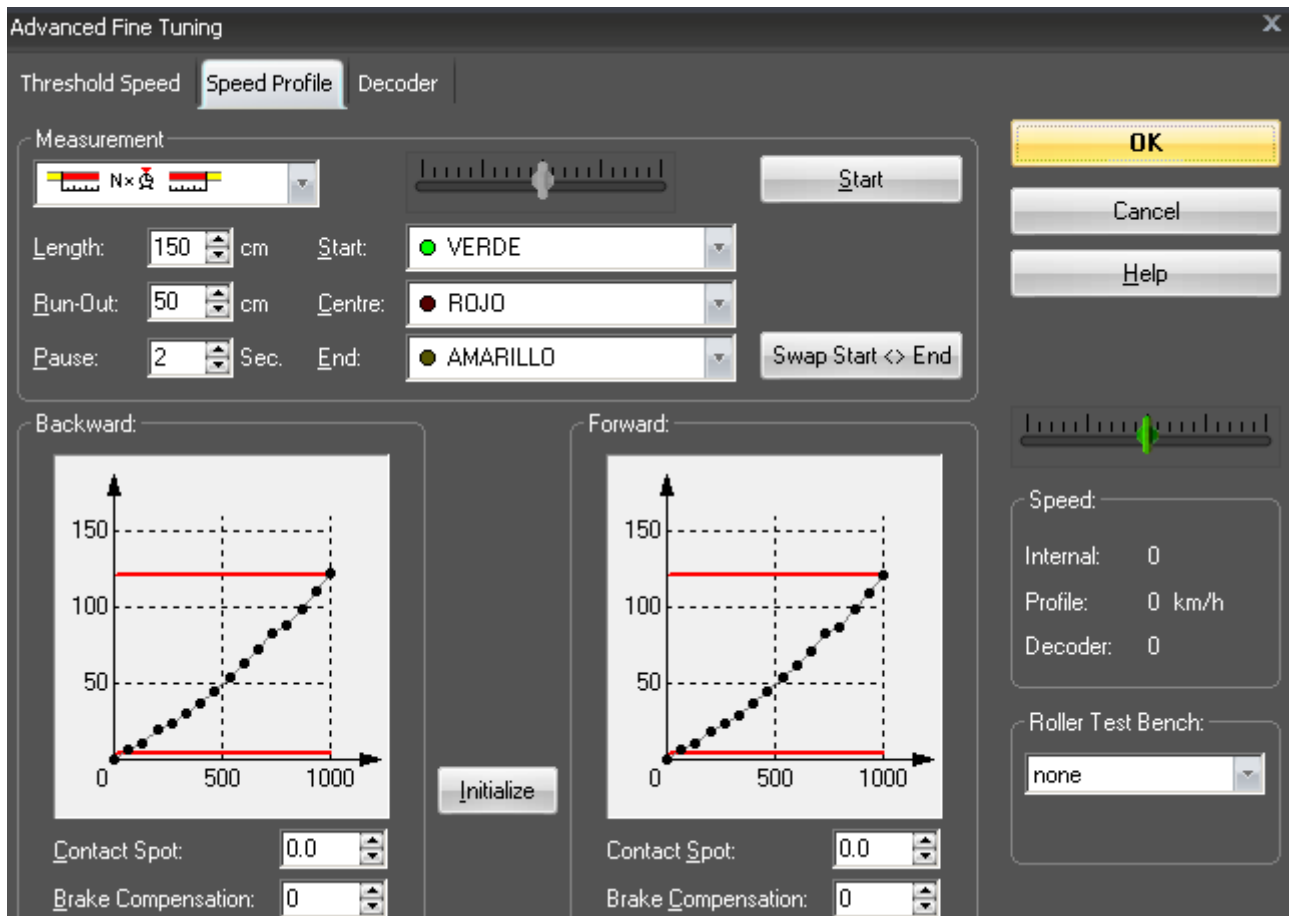 Advanced Fine Tuning X
Threshold Speed Speed Profile Decoder
Measurement
N×
Start
OK
Cancel
Help
Length: 150 cm Start: VERDE
Run-Out: 50 cm Centre: ROJO
Pause: 2 Sec. End: AMARILLO Swap Start <> End
Backward:
150
100
50
0 500 1000
Contact Spot: 0.0
Brake Compensation: 0
Initialize
Forward:
150
100
50
0 500 1000
Contact Spot: 0.0
Brake Compensation: 0
Speed:
Internal: 0
Profile: 0 km/h
Decoder: 0
Roller Test Bench:
none